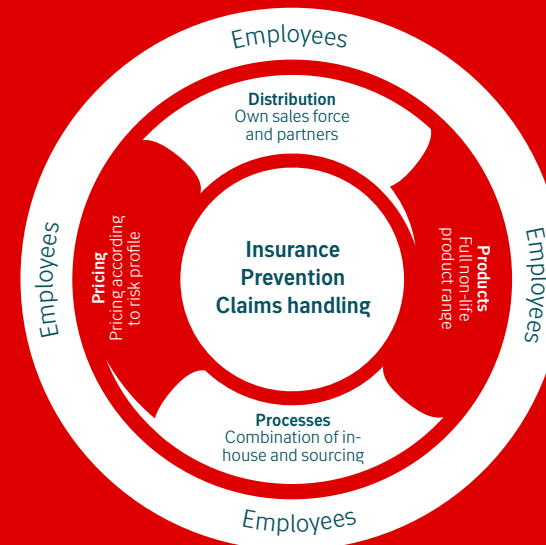 Employees
Distribution
Own sales force
and partners
Employees
Pricing
Pricing according
to risk profile
Insurance
Prevention
Claims handling
Products
Full non-life
product range
Employees
Processes
Combination of in-
house and sourcing
Employees